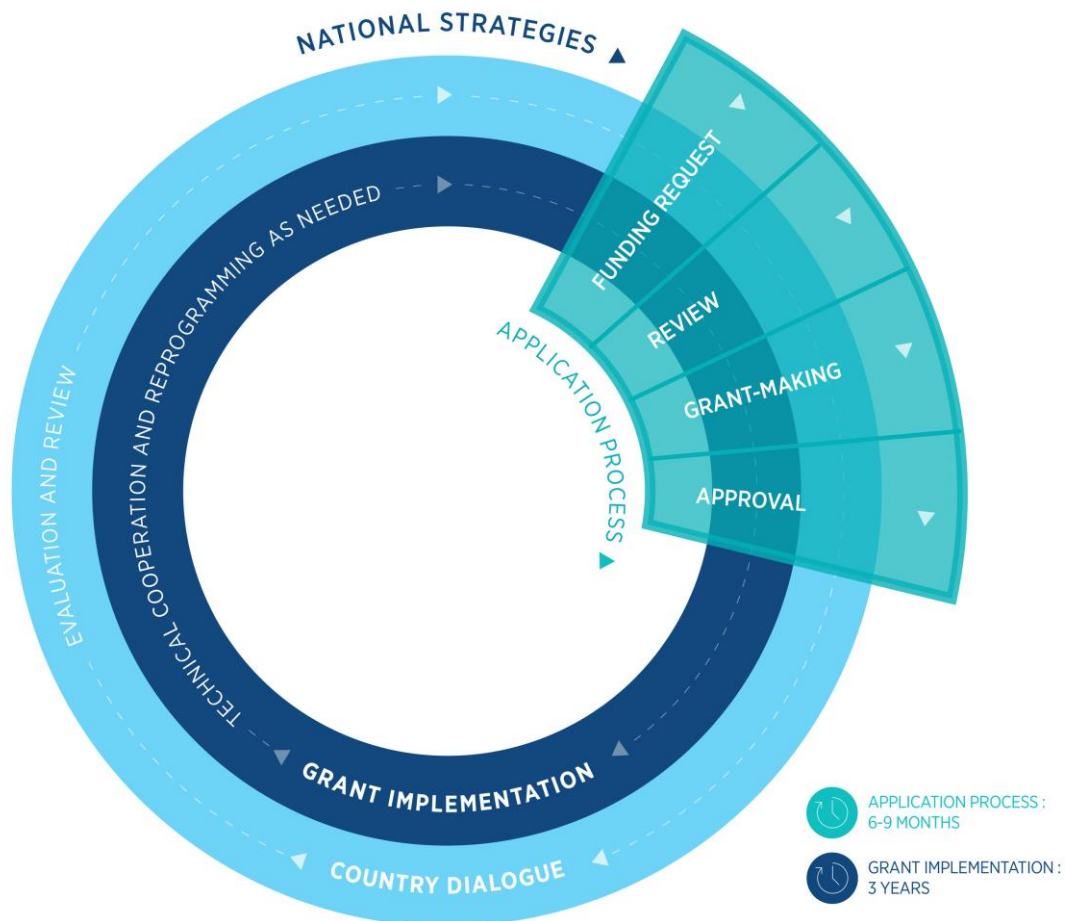 NATIONAL STRATEGIES
FUNDING REQUEST
REVIEW
GRANT-MAKING
APPROVAL
APPLICATION PROCESS
EVALUATION AND REVIEW
TECHNICAL COOPERATION AND REPROGRAMMING AS NEEDED
GRANT IMPLEMENTATION
COUNTRY DIALOGUE
APPLICATION PROCESS :
6-9 MONTHS
GRANT IMPLEMENTATION :
3 YEARS